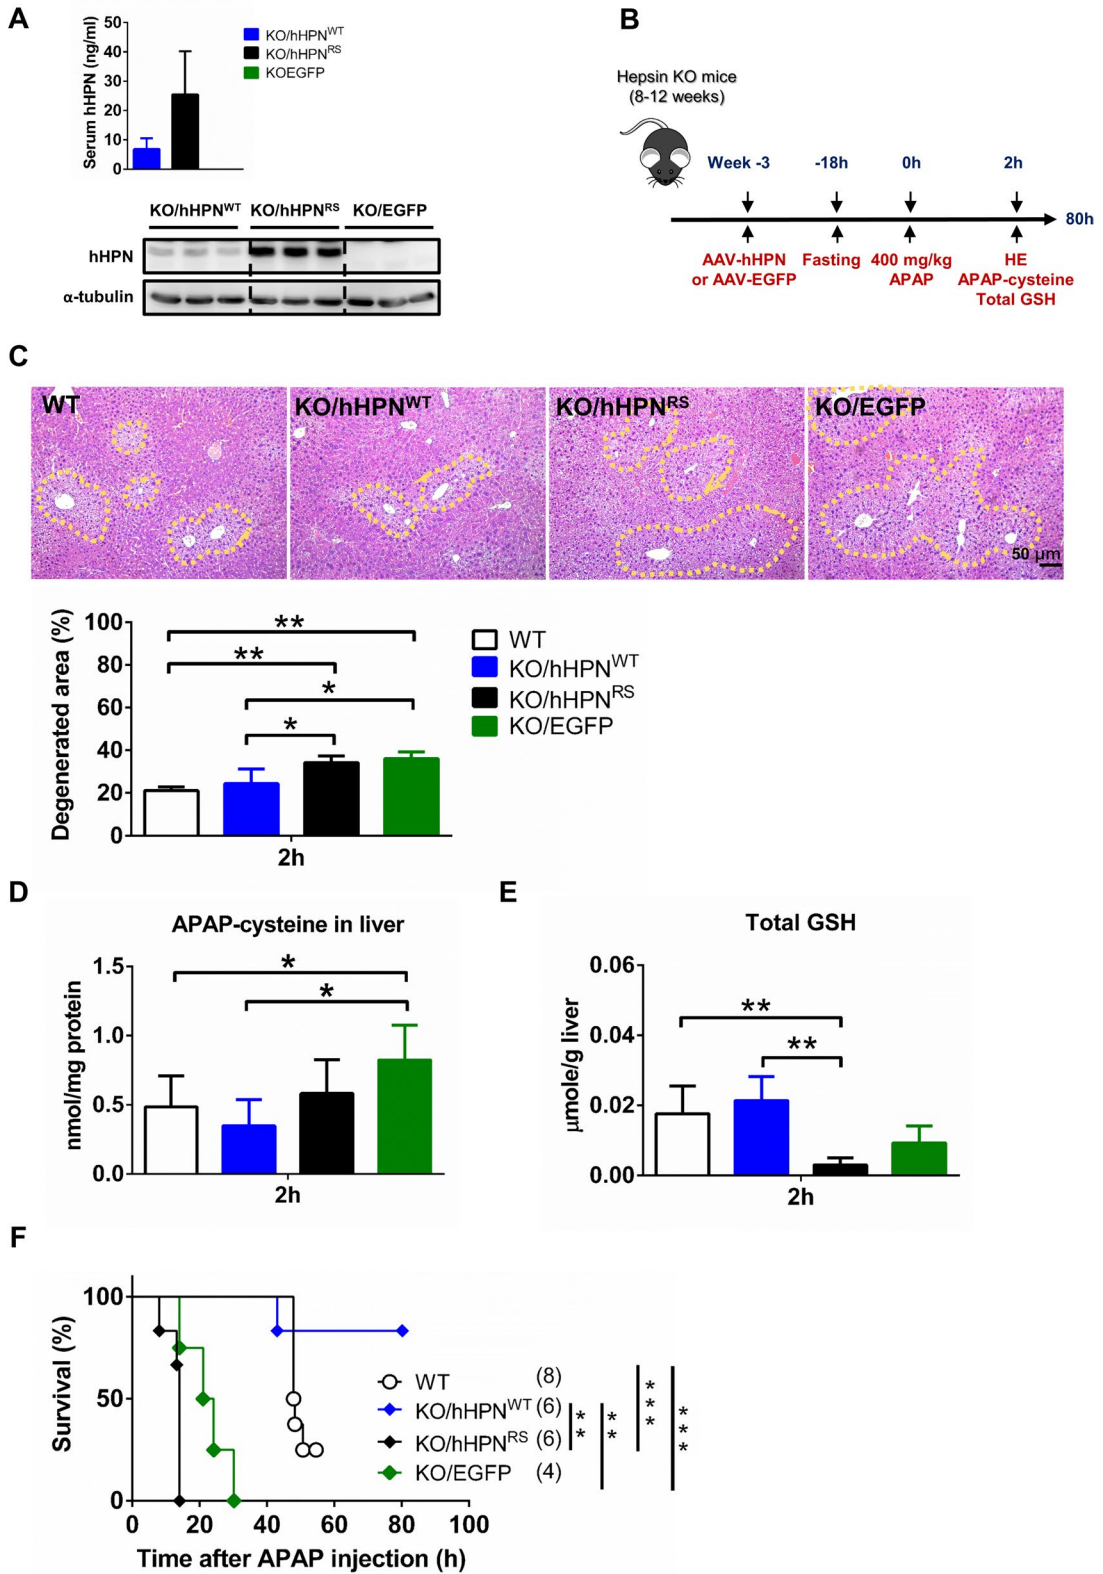 A
50
40
30
20
10
0
Serum hHPN (ng/ml)
KO/hHPN^WT
KO/hHPN^RS
KOEGFP
KO/hHPN^WT KO/hHPN^RS KO/EGFP
hHPN
α-tubulin
B
Hepsin KO mice
(8-12 weeks)
Week -3 -18h 0h 2h
80h
AAV-hHPN
or AAV-EGFP
Fasting
400 mg/kg
APAP
HE
APAP-cysteine
Total GSH
C
WT KO/hHPN^WT KO/hHPN^RS KO/EGFP
50 µm
Degenerated area (%)
100
80
60
40
20
0
**
**
*
*
2h
WT
KO/hHPN^WT
KO/hHPN^RS
KO/EGFP
D
APAP-cysteine in liver
nmol/mg protein
1.5
1.0
0.5
0.0
*
*
2h
E
Total GSH
µmole/g liver
0.06
0.04
0.02
0.00
**
**
2h
F
Survival (%)
100
50
0
0 20 40 60 80 100
Time after APAP injection (h)
WT (8)
KO/hHPN^WT (6)
KO/hHPN^RS (6)
KO/EGFP (4)
**
**
***
***